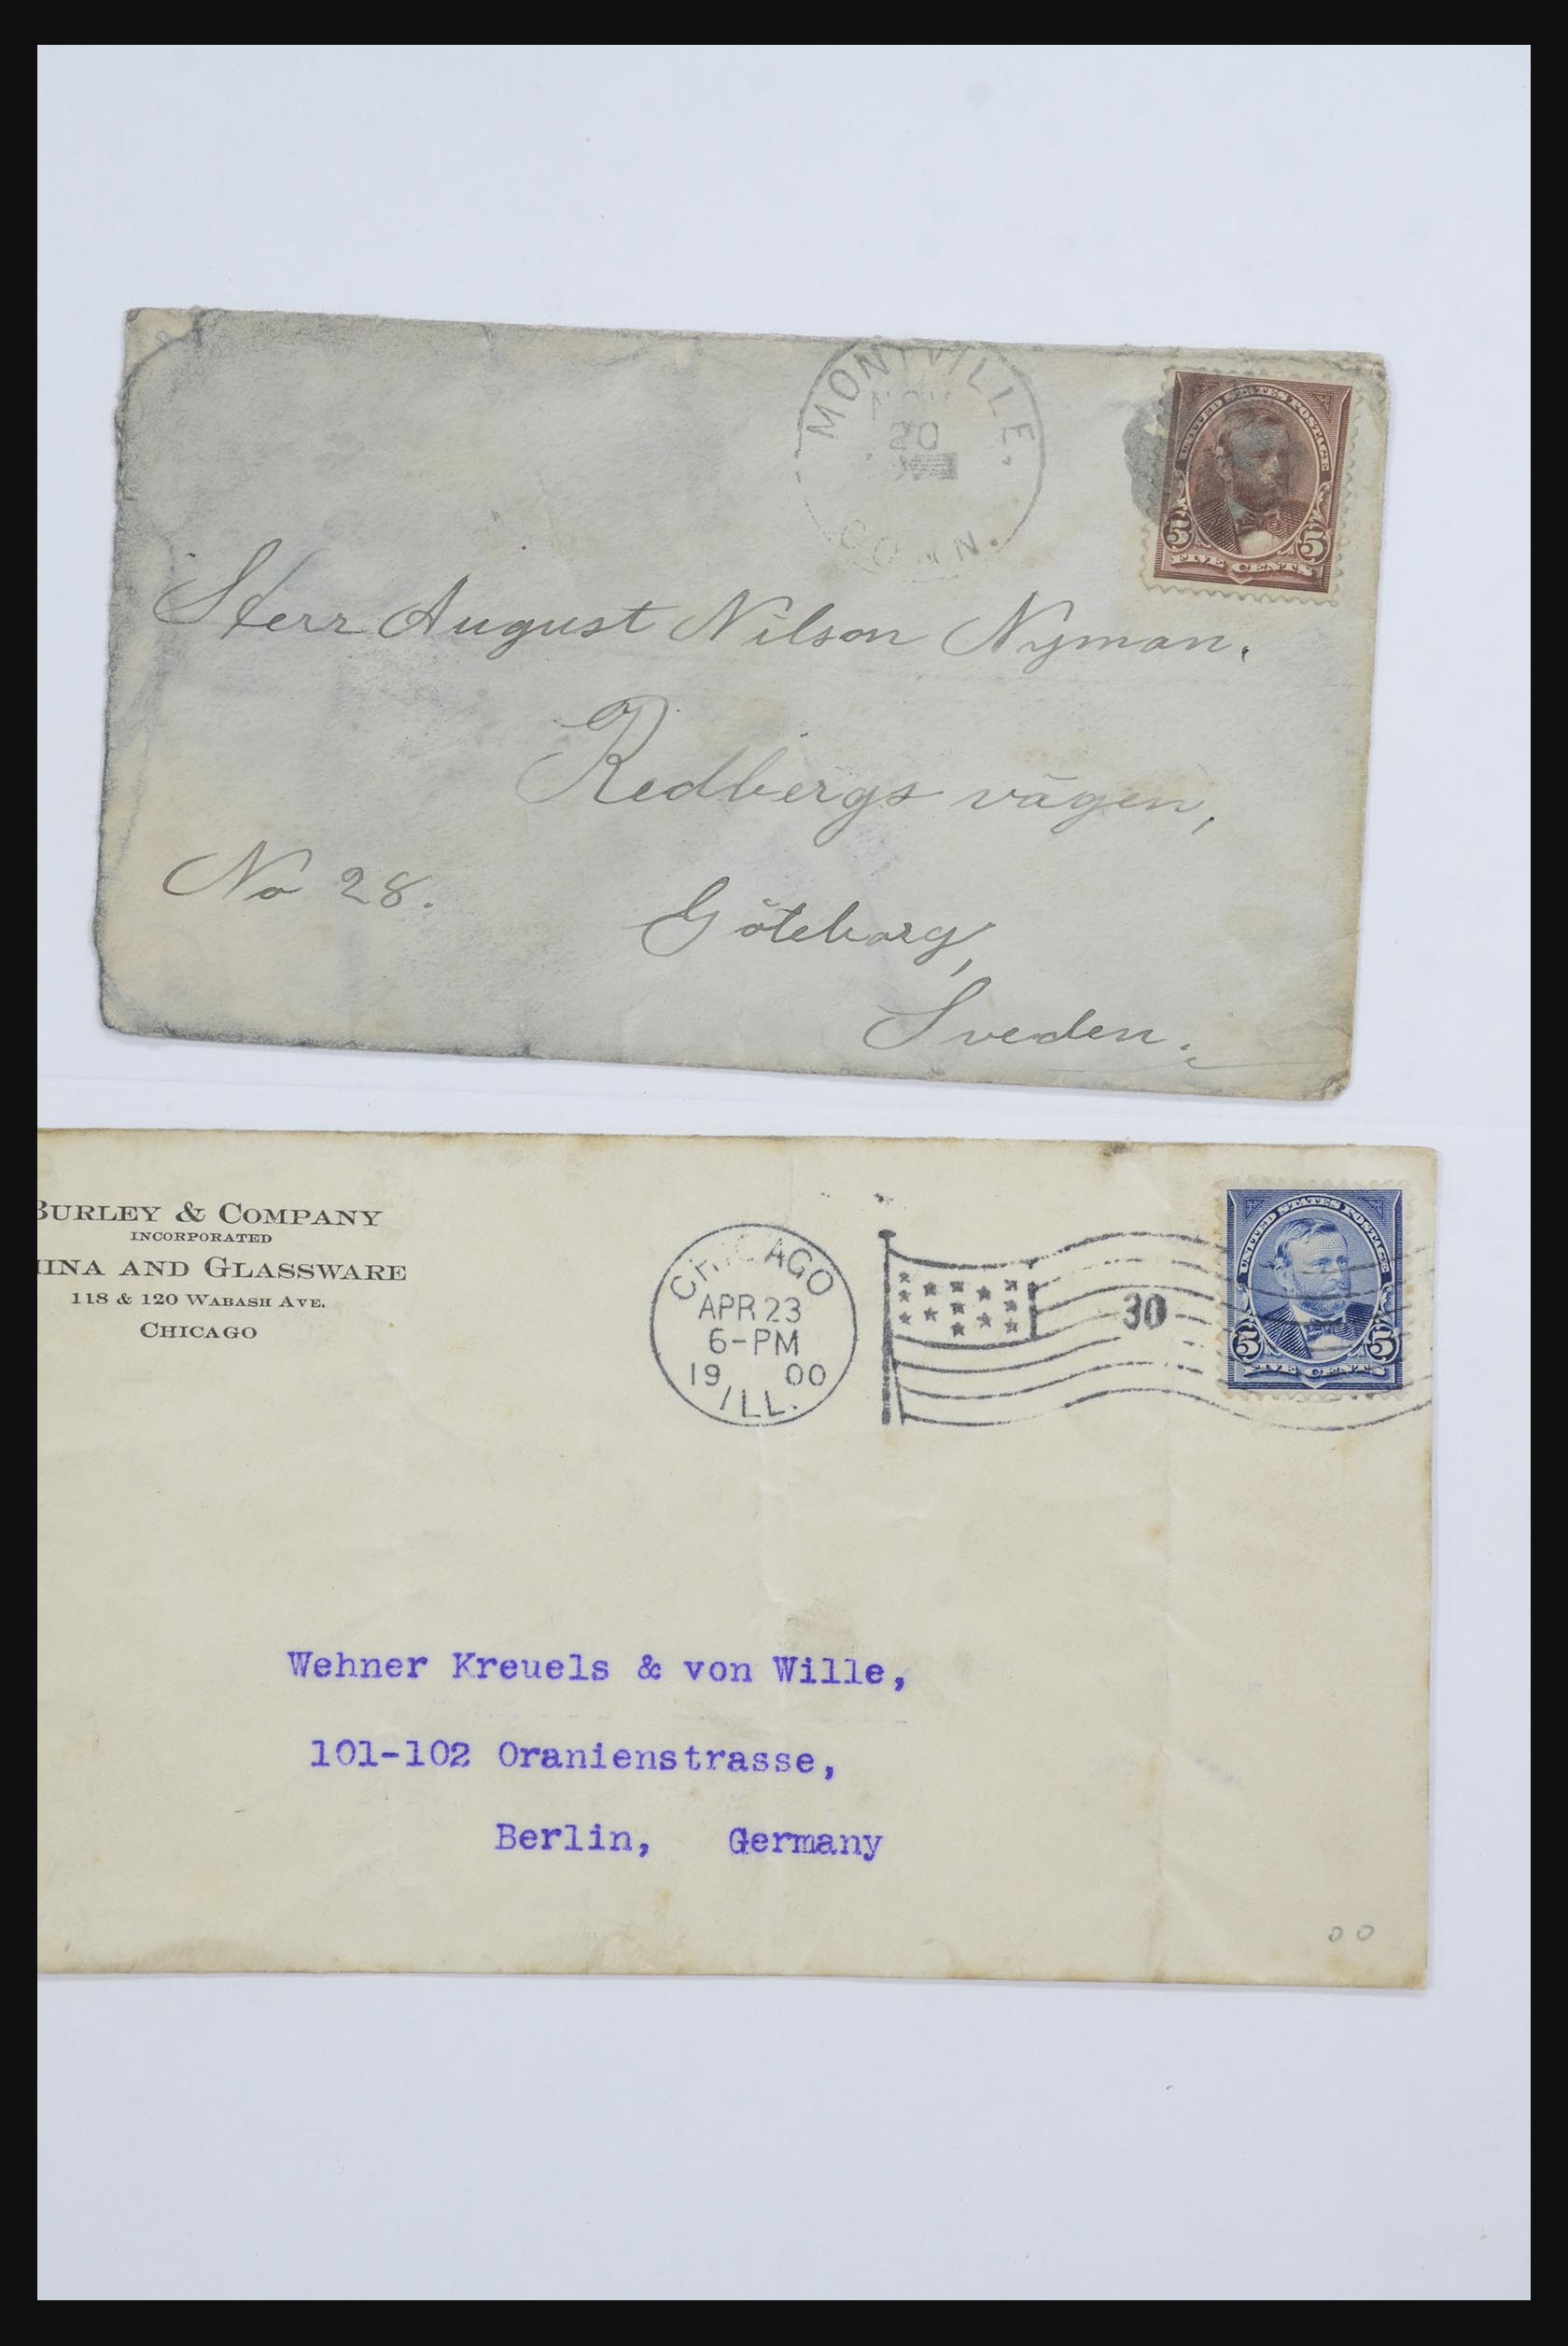 MONTVILLE
NOV
20
CONN.
UNITED STATES POSTAGE
5 5
FIVE CENTS
Herr August Nilson Nyman.
Redbergs vägen,
No 28.
Göteborg,
Sveden.
BURLEY & COMPANY
INCORPORATED
INA AND GLASSWARE
118 & 120 WABASH AVE.
CHICAGO
CHICAGO
APR 23
6-PM
19 00
ILL.
30
UNITED STATES POSTAGE
5 5
FIVE CENTS
Wehner Kreuels & von Wille,
101-102 Oranienstrasse,
Berlin, Germany
00